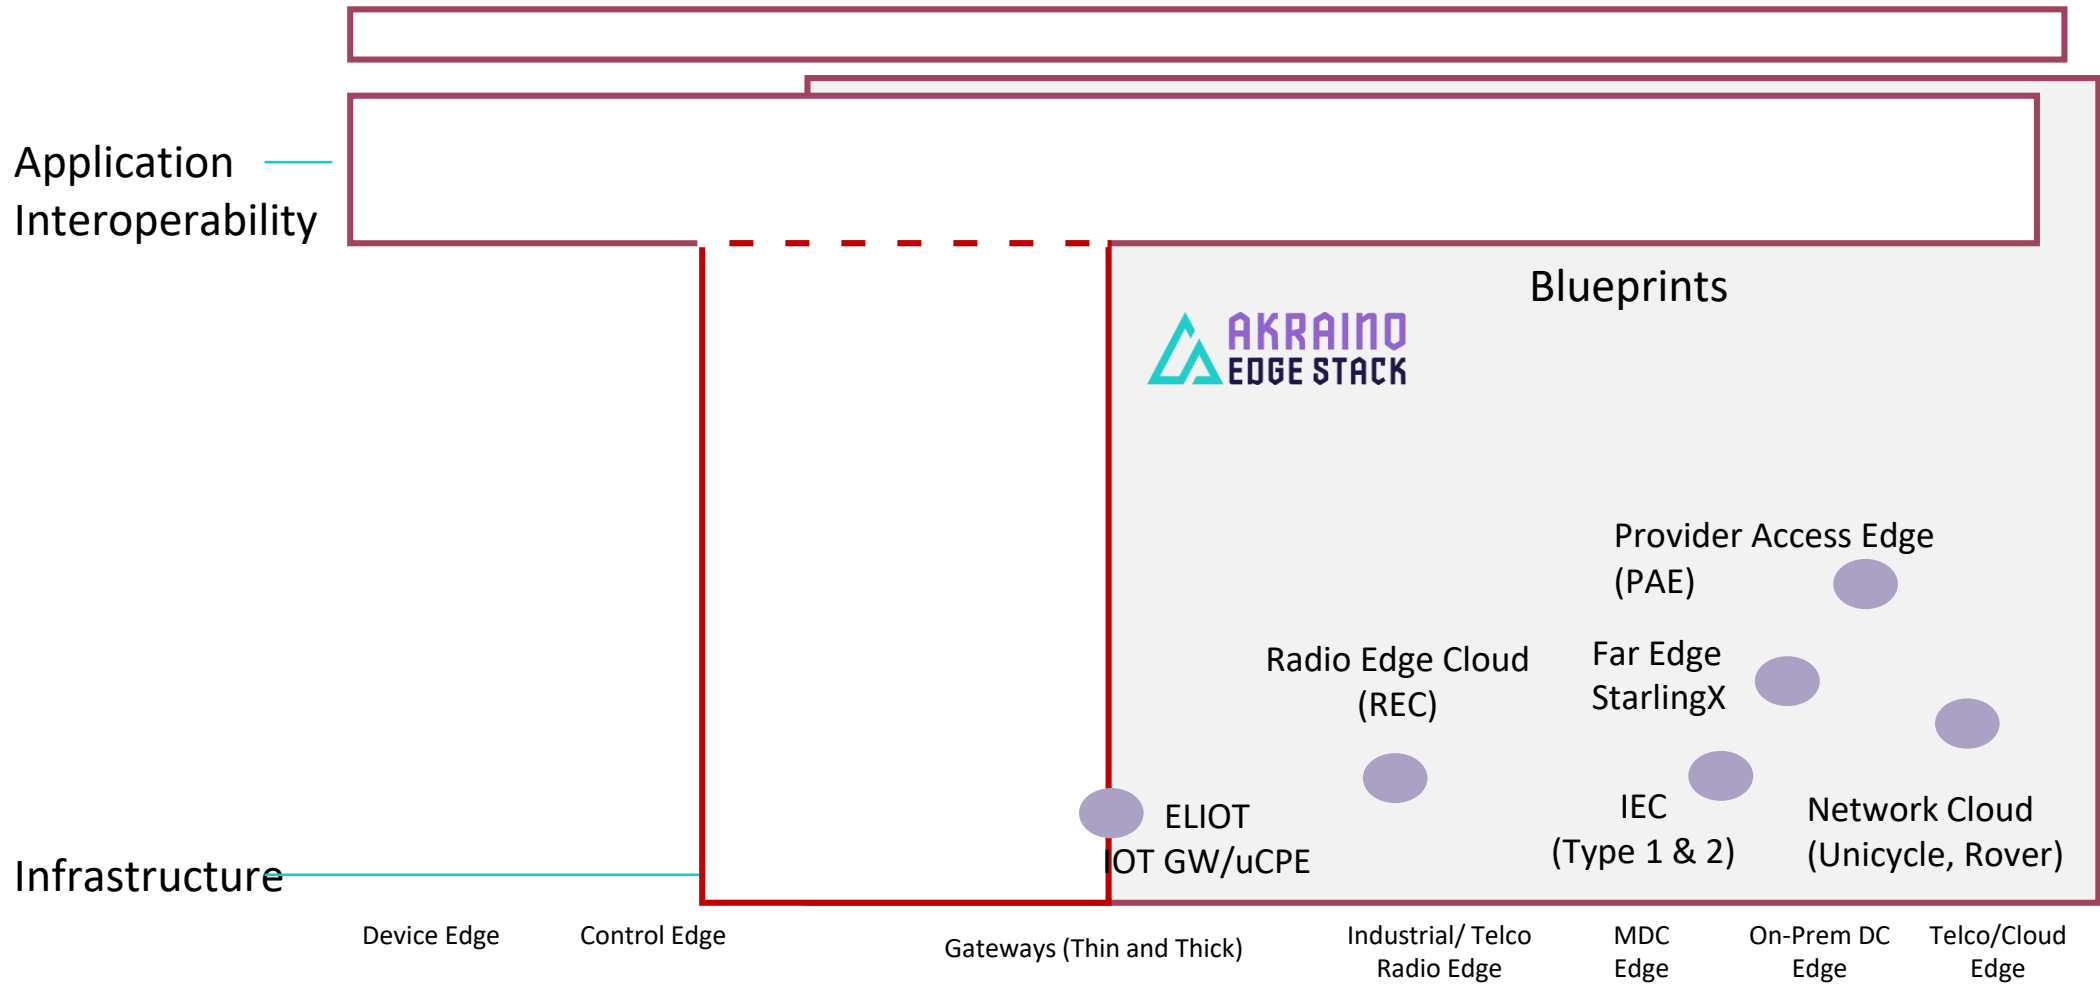 Application
Interoperability
Blueprints
AKRAINO
EDGE STACK
Provider Access Edge
(PAE)
Radio Edge Cloud
(REC)
Far Edge
StarlingX
ELIOT
IOT GW/uCPE
IEC
(Type 1 & 2)
Network Cloud
(Unicycle, Rover)
Infrastructure
Device Edge
Control Edge
Gateways (Thin and Thick)
Industrial/ Telco
Radio Edge
MDC
Edge
On-Prem DC
Edge
Telco/Cloud
Edge